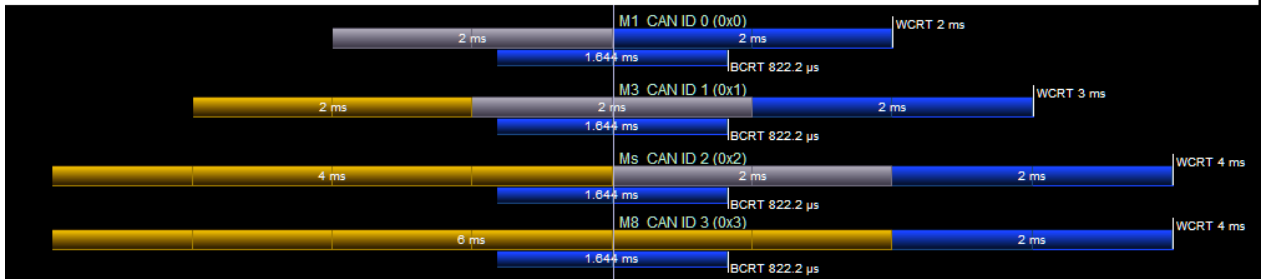 M1 CAN ID 0 (0x0)
WCRT 2 ms
2 ms 2 ms
1.644 ms
BCRT 822.2 µs
M3 CAN ID 1 (0x1)
WCRT 3 ms
2 ms 2 ms 2 ms
1.644 ms
BCRT 822.2 µs
Ms CAN ID 2 (0x2)
WCRT 4 ms
4 ms 2 ms 2 ms
1.644 ms
BCRT 822.2 µs
M8 CAN ID 3 (0x3)
WCRT 4 ms
6 ms 2 ms
1.644 ms
BCRT 822.2 µs